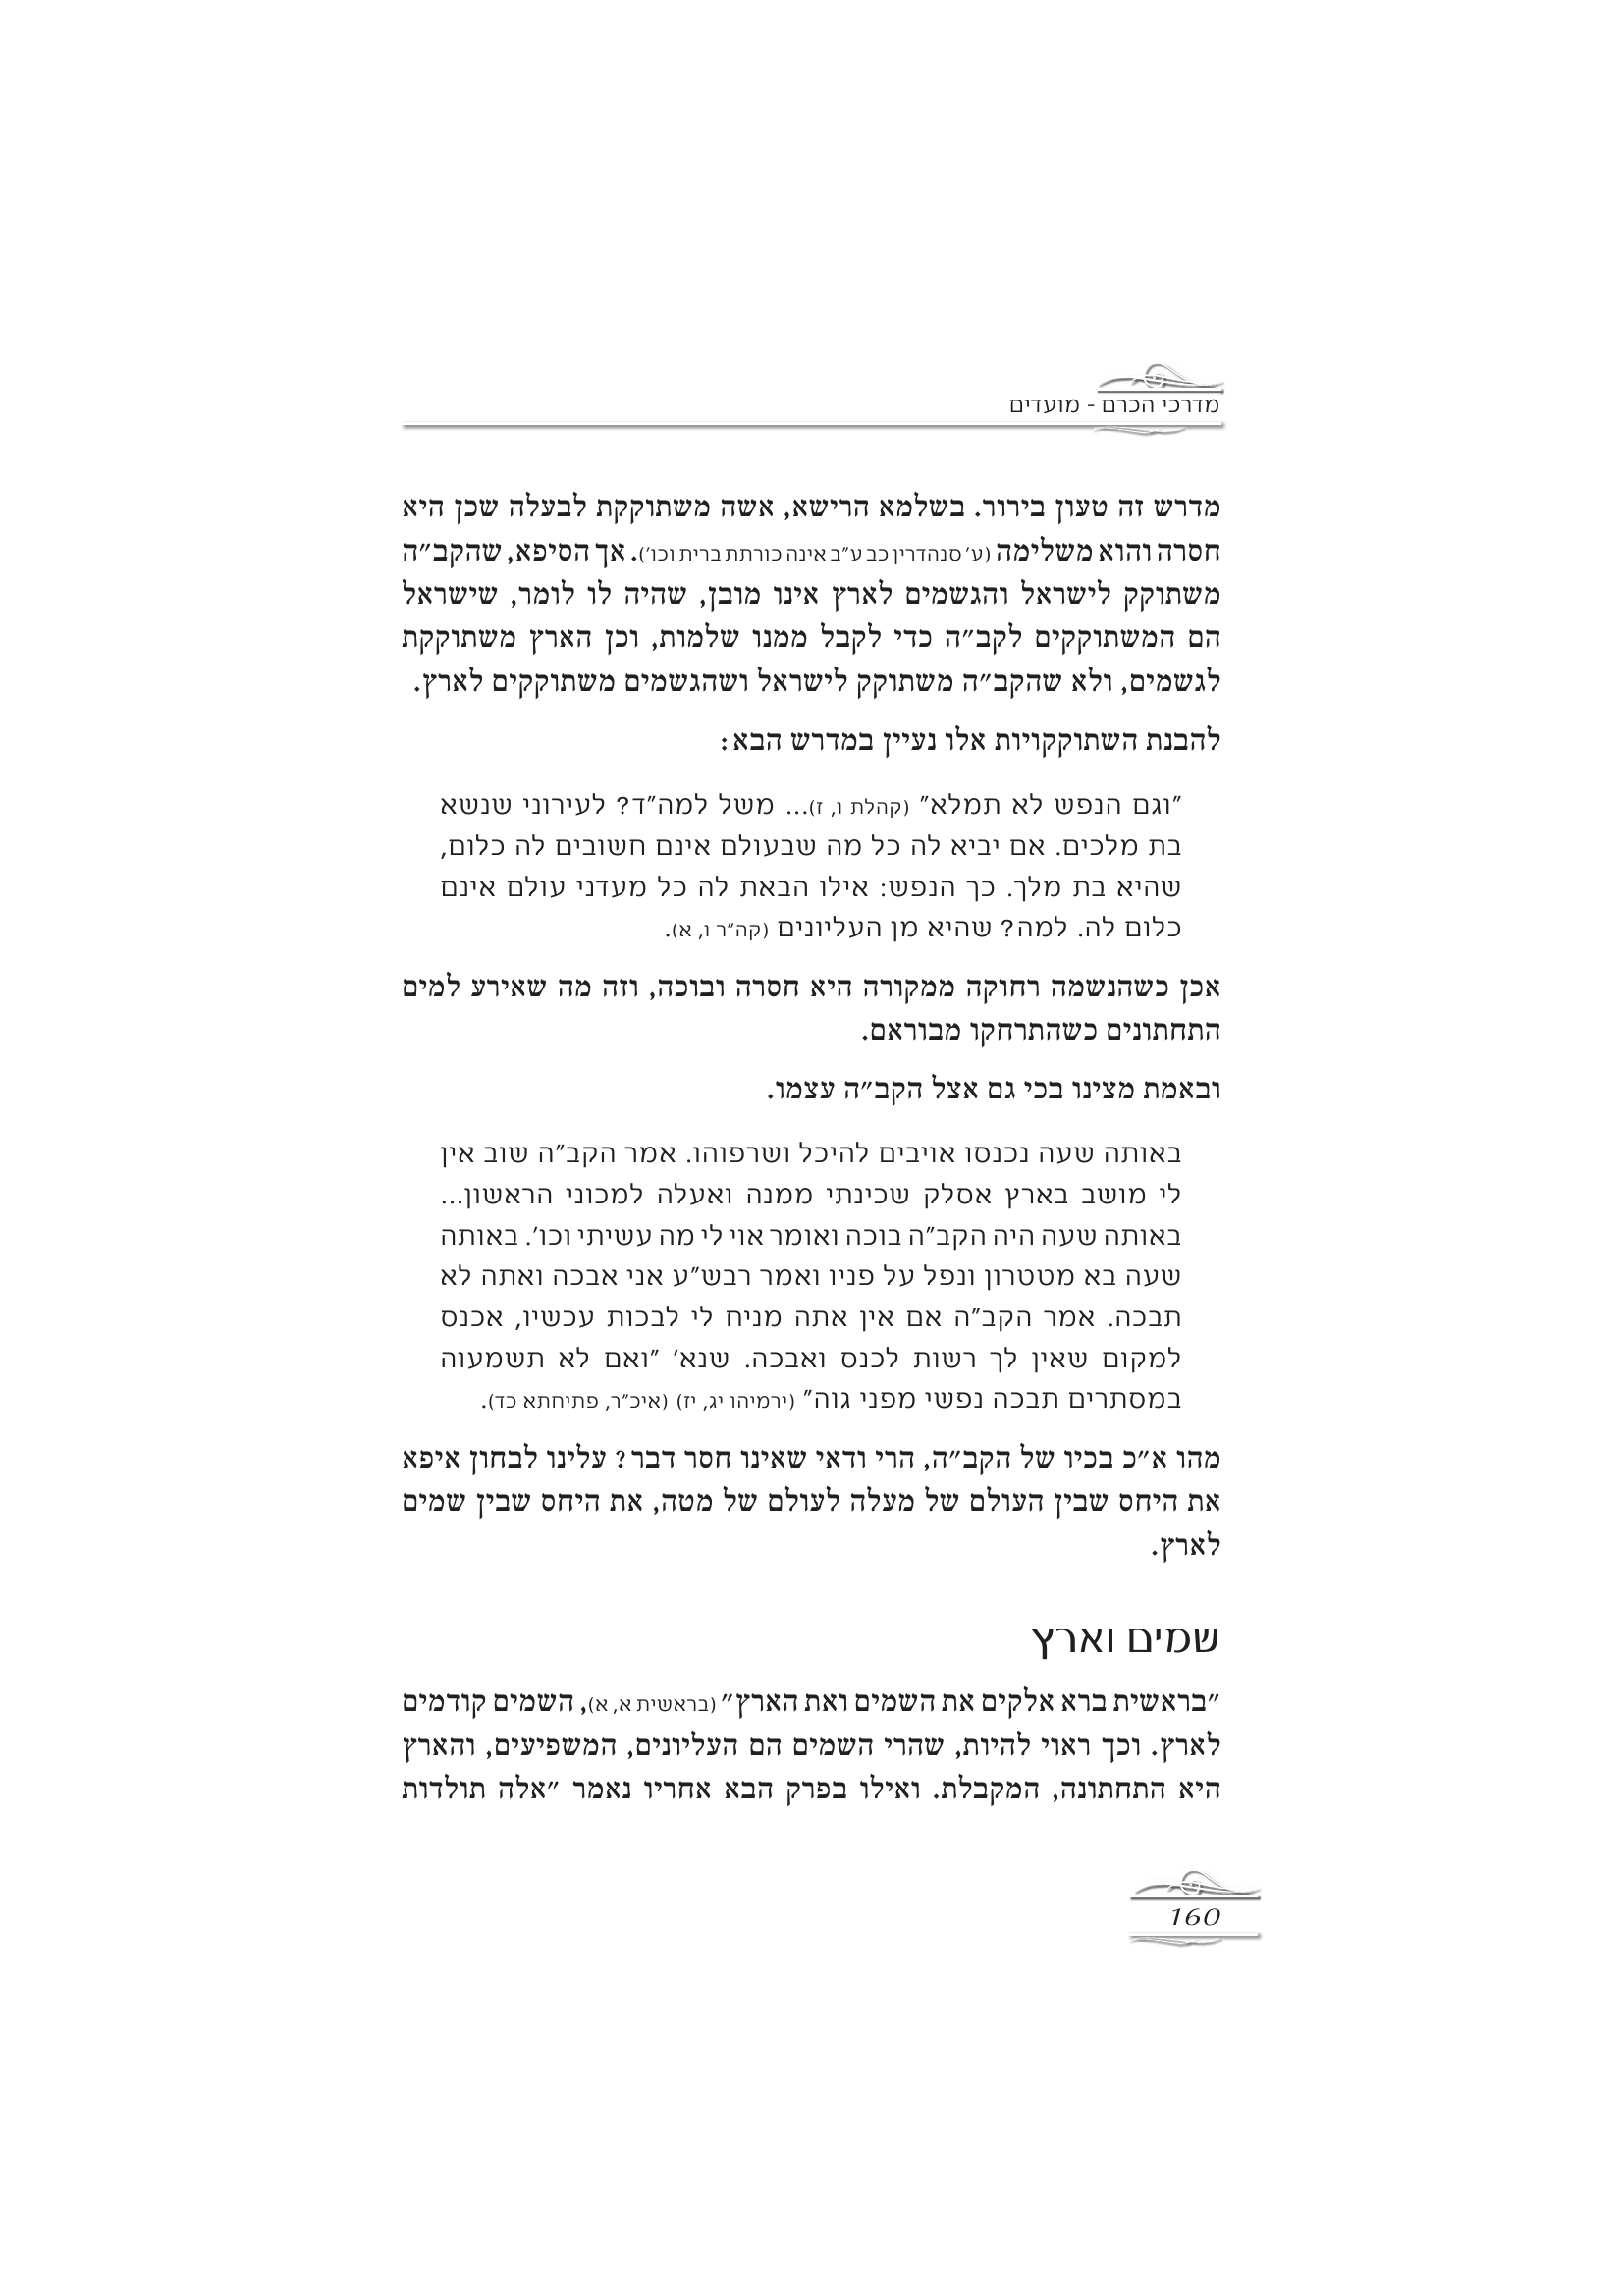 מדרכי הכרם - מועדים
מדרש זה טעון בירור. בשלמא הרישא, אשה משתוקקת לבעלה שכן היא
חסרה והוא משלימה (ע׳ סנהדרין כב ע״ב אינה כורתת ברית וכו׳). אך הסיפא, שהקב״ה
משתוקק לישראל והגשמים לארץ אינו מובן, שהיה לו לומר, שישראל
הם המשתוקקים לקב״ה כדי לקבל ממנו שלמות, וכן הארץ משתוקקת
לגשמים, ולא שהקב״ה משתוקק לישראל ושהגשמים משתוקקים לארץ.
להבנת השתוקקויות אלו נעיין במדרש הבא:
״וגם הנפש לא תמלא״ (קהלת ו, ז)... משל למה״ד? לעירוני שנשא
בת מלכים. אם יביא לה כל מה שבעולם אינם חשובים לה כלום,
שהיא בת מלך. כך הנפש: אילו הבאת לה כל מעדני עולם אינם
כלום לה. למה? שהיא מן העליונים (קה״ר ו, א).
אכן כשהנשמה רחוקה ממקורה היא חסרה ובוכה, וזה מה שאירע למים
התחתונים כשהתרחקו מבוראם.
ובאמת מצינו בכי גם אצל הקב״ה עצמו.
באותה שעה נכנסו אויבים להיכל ושרפוהו. אמר הקב״ה שוב אין
לי מושב בארץ אסלק שכינתי ממנה ואעלה למכוני הראשון...
באותה שעה היה הקב״ה בוכה ואומר אוי לי מה עשיתי וכו׳. באותה
שעה בא מטטרון ונפל על פניו ואמר רבש״ע אני אבכה ואתה לא
תבכה. אמר הקב״ה אם אין אתה מניח לי לבכות עכשיו, אכנס
למקום שאין לך רשות לכנס ואבכה. שנא׳ ״ואם לא תשמעוה
במסתרים תבכה נפשי מפני גוה״ (ירמיהו יג, יז) (איכ״ר, פתיחתא כד).
מהו א״כ בכיו של הקב״ה, הרי ודאי שאינו חסר דבר? עלינו לבחון איפא
את היחס שבין העולם של מעלה לעולם של מטה, את היחס שבין שמים
לארץ.
שמים וארץ
״בראשית ברא אלקים את השמים ואת הארץ״ (בראשית א, א), השמים קודמים
לארץ. וכך ראוי להיות, שהרי השמים הם העליונים, המשפיעים, והארץ
היא התחתונה, המקבלת. ואילו בפרק הבא אחריו נאמר ״אלה תולדות
160